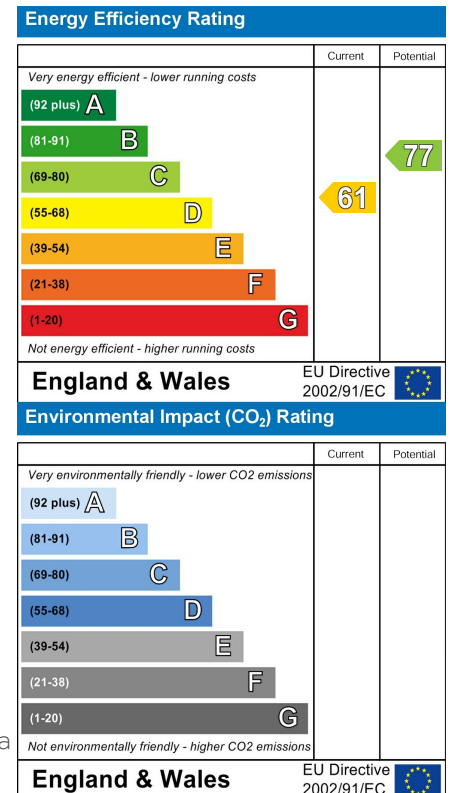 Energy Efficiency Rating
Current Potential
Very energy efficient - lower running costs
(92 plus) A
(81-91) B
77
(69-80) C
61
(55-68) D
(39-54) E
(21-38) F
(1-20) G
Not energy efficient - higher running costs
England & Wales
EU Directive
2002/91/EC
Environmental Impact (CO₂) Rating
Current Potential
Very environmentally friendly - lower CO2 emissions
(92 plus) A
(81-91) B
(69-80) C
(55-68) D
(39-54) E
(21-38) F
(1-20) G
a
Not environmentally friendly - higher CO2 emissions
England & Wales
EU Directive
2002/91/EC